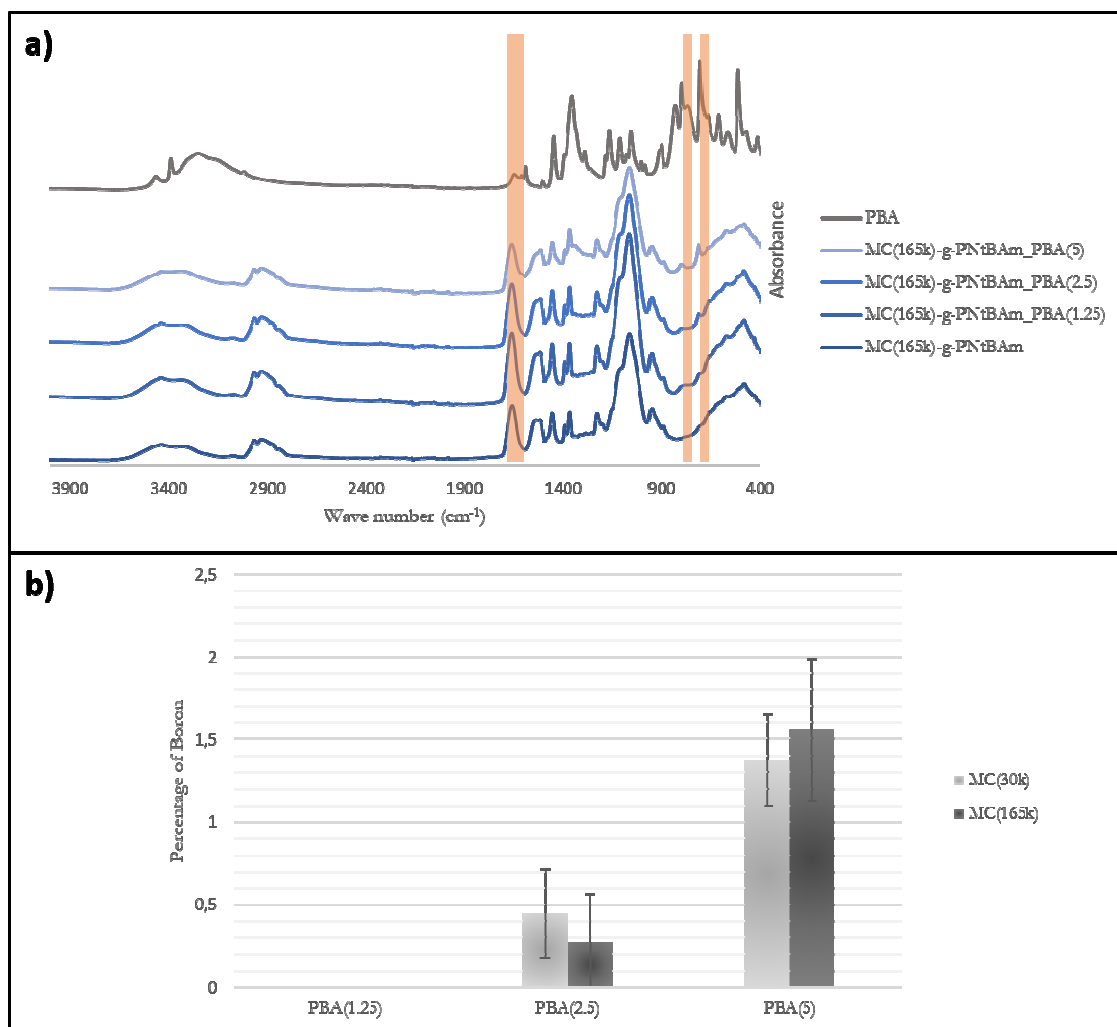 a)
Absorbance
PBA
MC(165k)-g-PNtBAm_PBA(5)
MC(165k)-g-PNtBAm_PBA(2.5)
MC(165k)-g-PNtBAm_PBA(1.25)
MC(165k)-g-PNtBAm
3900 3400 2900 2400 1900 1400 900 400
Wave number (cm⁻¹)
b)
Percentage of Boron
2,5
2
1,5
1
0,5
0
PBA(1.25) PBA(2.5) PBA(5)
MC(30k)
MC(165k)